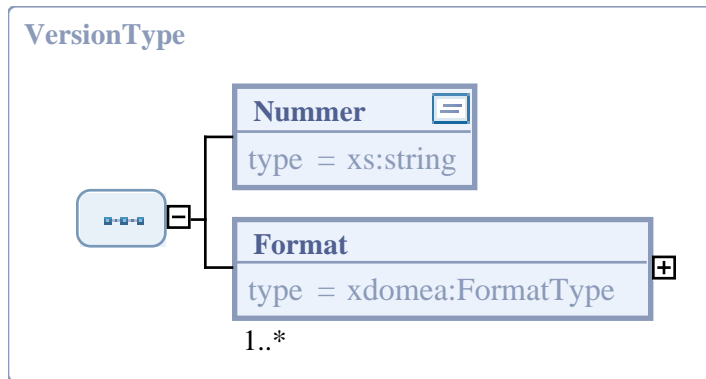 VersionType
Nummer
type = xs:string
Format
type = xdomea:FormatType
1..*